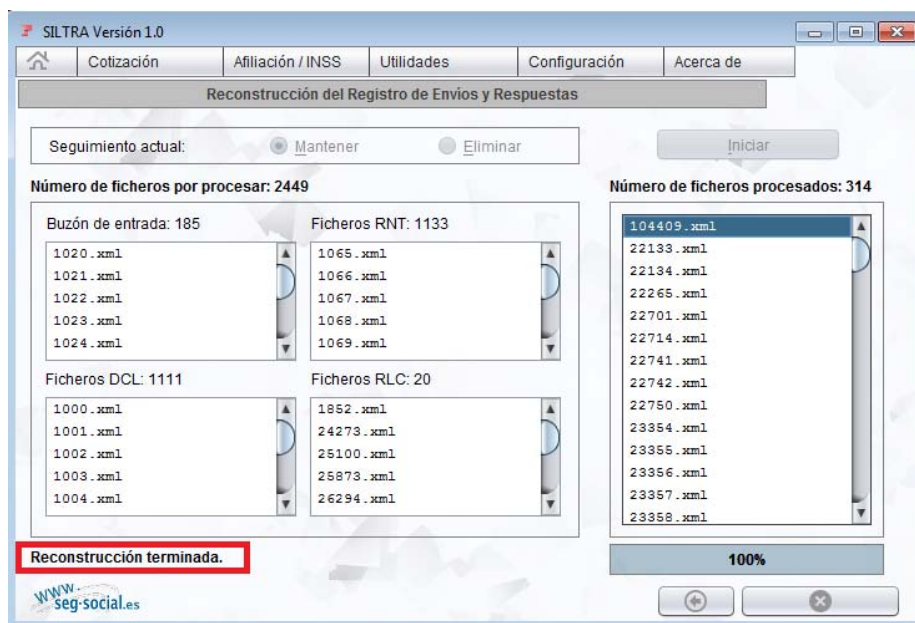 SILTRA Versión 1.0
Cotización
Afiliación / INSS
Utilidades
Configuración
Acerca de
Reconstrucción del Registro de Envios y Respuestas
Seguimiento actual:
Mantener
Eliminar
Iniciar
Número de ficheros por procesar: 2449
Número de ficheros procesados: 314
Buzón de entrada: 185
1020.xml
1021.xml
1022.xml
1023.xml
1024.xml
Ficheros RNT: 1133
1065.xml
1066.xml
1067.xml
1068.xml
1069.xml
Ficheros DCL: 1111
1000.xml
1001.xml
1002.xml
1003.xml
1004.xml
Ficheros RLC: 20
1852.xml
24273.xml
25100.xml
25873.xml
26294.xml
104409.xml
22133.xml
22134.xml
22265.xml
22701.xml
22714.xml
22741.xml
22742.xml
22750.xml
23354.xml
23355.xml
23356.xml
23357.xml
23358.xml
Reconstrucción terminada.
100%
www.
seg-social.es